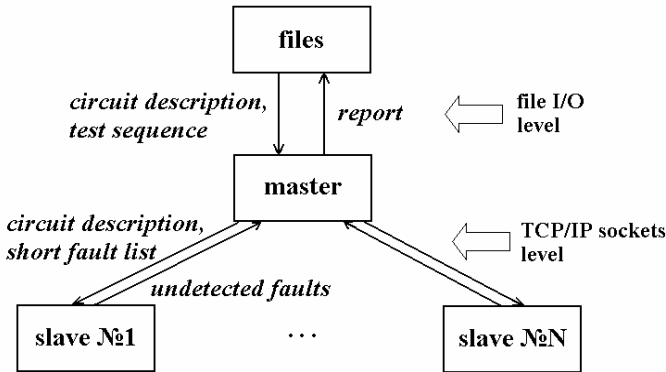 files
circuit description,
test sequence
report
file I/O
level
master
circuit description,
short fault list
TCP/IP sockets
level
undetected faults
slave №1
. . .
slave №N